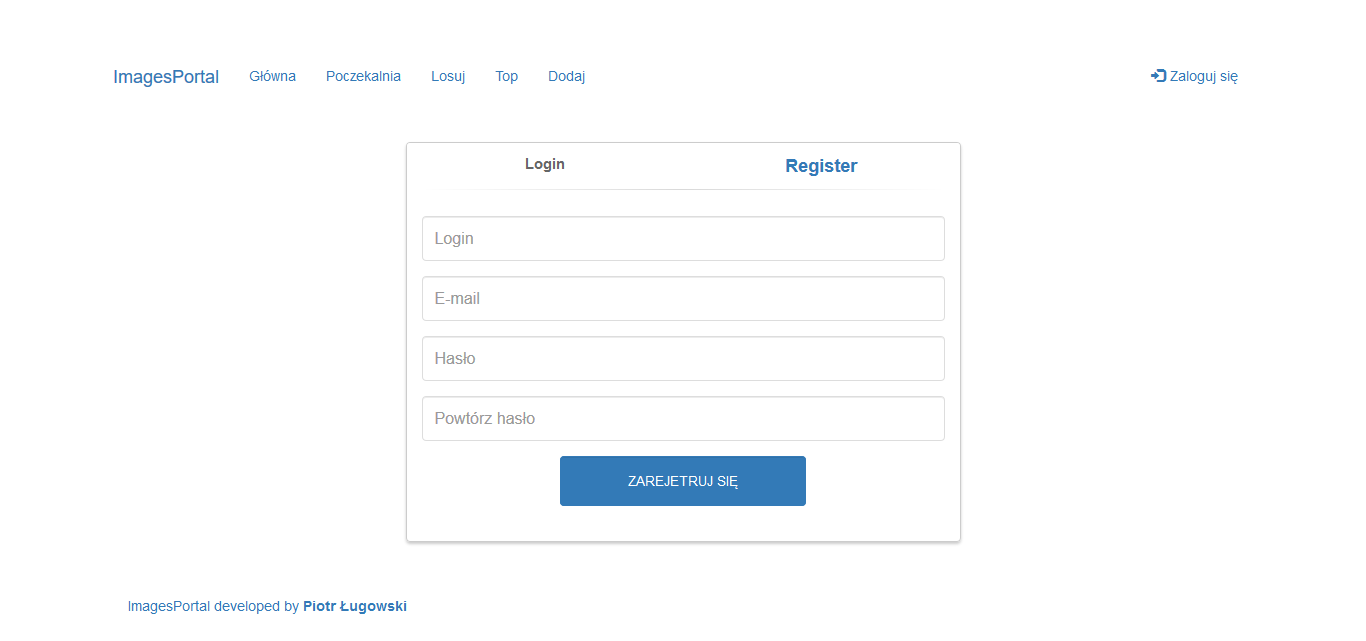 ImagesPortal Główna Poczekalnia Losuj Top Dodaj Zaloguj się
Login Register
Login
E-mail
Hasło
Powtórz hasło
ZAREJETRUJ SIĘ
ImagesPortal developed by Piotr Ługowski